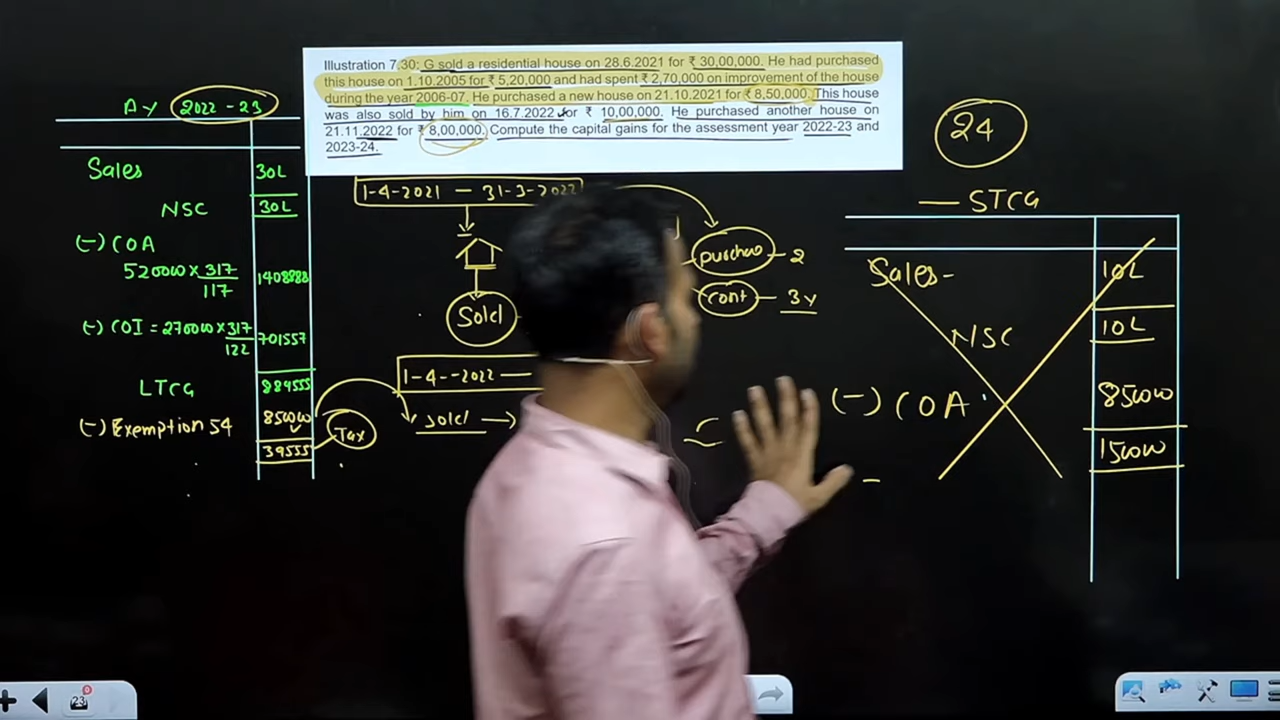 Illustration 7.30: G sold a residential house on 28.6.2021 for ₹ 30,00,000. He had purchased
this house on 1.10.2005 for ₹ 5,20,000 and had spent ₹ 2,70,000 on improvement of the house
during the year 2006-07. He purchased a new house on 21.10.2021 for ₹ 8,50,000. This house
was also sold by him on 16.7.2022 for ₹ 10,00,000. He purchased another house on
21.11.2022 for ₹ 8,00,000. Compute the capital gains for the assessment year 2022-23 and
2023-24.
AY 2022-23
Sales 30L
NSC 30L
(-) COA
520000 × 317/117 1408888
(-) COI = 270000 × 317/122 701557
LTCG 889555
(-) Exemption 54 850000
39555
Tax
1-4-2021 — 31-3-2022
Sold
purchao - 2
Cont - 3y
1-4-2022 —
Sold →
24
— STCG
Sales - 10L
NSC 10L
(-) COA 850000
150000
23